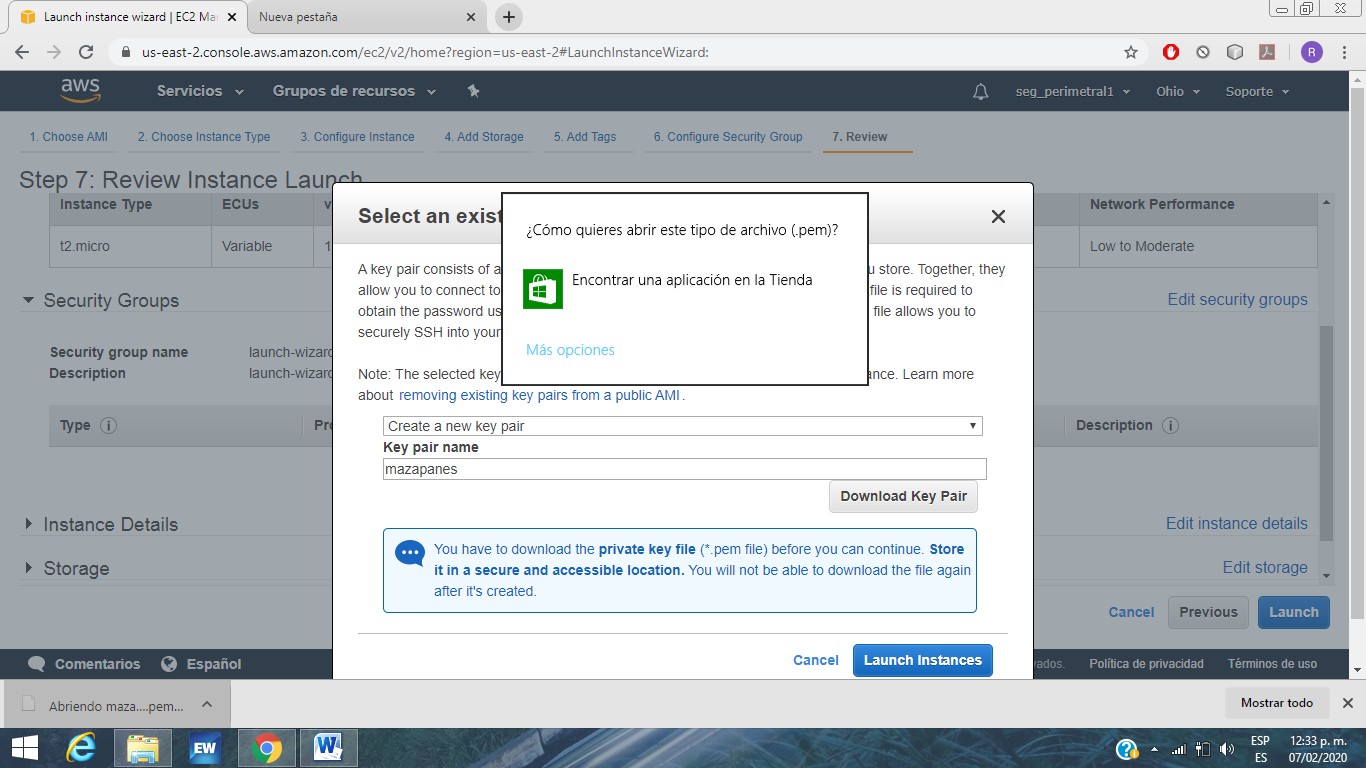 Launch instance wizard | EC2 Mar
Nueva pestaña
us-east-2.console.aws.amazon.com/ec2/v2/home?region=us-east-2#LaunchInstanceWizard:
R
aws
Servicios
Grupos de recursos
seg_perimetral1
Ohio
Soporte
1. Choose AMI
2. Choose Instance Type
3. Configure Instance
4. Add Storage
5. Add Tags
6. Configure Security Group
7. Review
Step 7: Review Instance Launch
Instance Type
ECUs
Network Performance
t2.micro
Variable
1
Low to Moderate
Security Groups
Edit security groups
Security group name
launch-wizard
Description
launch-wizard
Type
Description
Instance Details
Edit instance details
Storage
Edit storage
Cancel
Previous
Launch
Select an exist
¿Cómo quieres abrir este tipo de archivo (.pem)?
Encontrar una aplicación en la Tienda
Más opciones
A key pair consists of a
u store. Together, they
allow you to connect to
file is required to
obtain the password us
file allows you to
securely SSH into your
Note: The selected key
ance. Learn more
about removing existing key pairs from a public AMI.
Create a new key pair
Key pair name
mazapanes
Download Key Pair
You have to download the private key file (*.pem file) before you can continue. Store
it in a secure and accessible location. You will not be able to download the file again
after it's created.
Cancel
Launch Instances
Comentarios
Español
vados.
Política de privacidad
Términos de uso
Abriendo maza....pem...
Mostrar todo
EW
ESP
ES
12:33 p. m.
07/02/2020